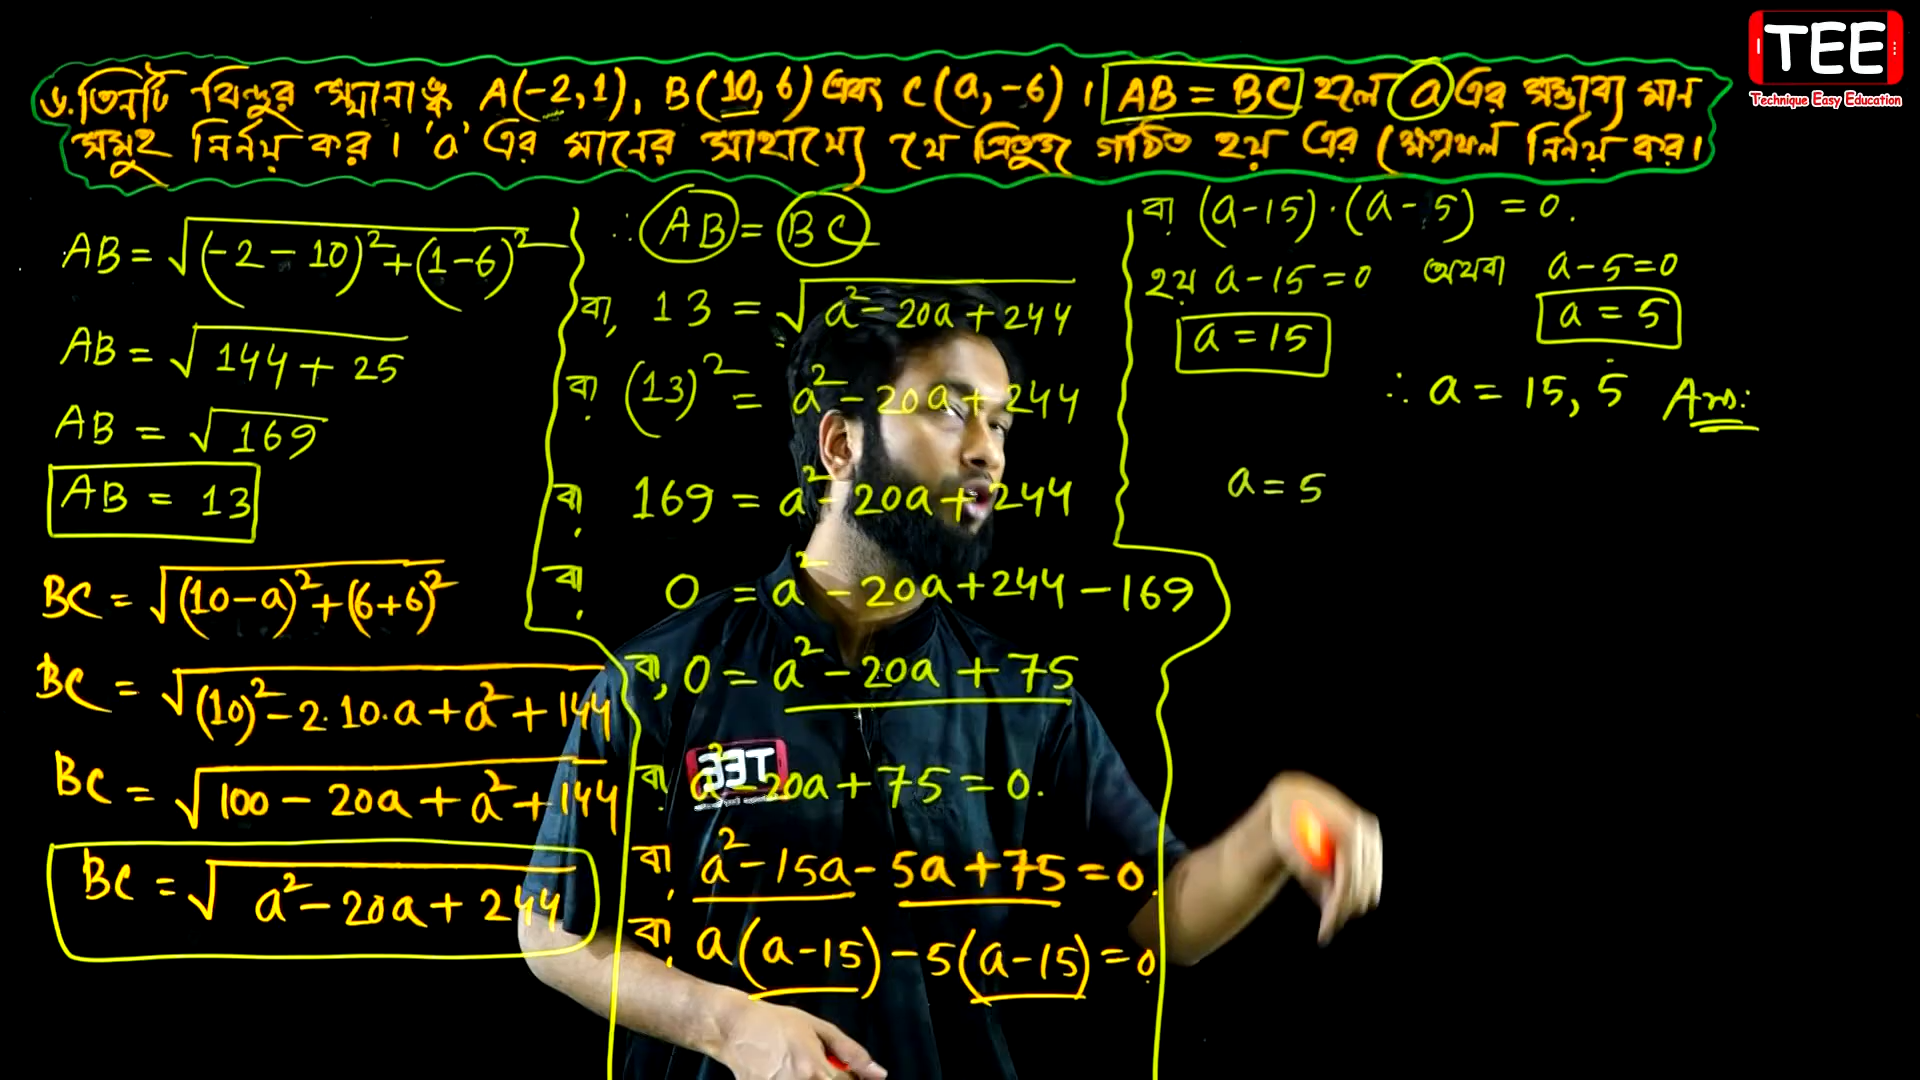 TEE
Technique Easy Education
৬. তিনটি বিন্দুর স্থানাঙ্ক A(-2,1), B(10,6) এবং C(a,-6) । AB = BC হলে a এর সম্ভাব্য মান
সমুহ নির্নয় কর। 'a' এর মানের সাহায্যে যে ত্রিভুজ গঠিত হয় এর ক্ষেত্রফল নির্নয় কর।
AB = √(-2-10)²+(1-6)²
AB = √144+25
AB = √169
AB = 13
BC = √(10-a)²+(6+6)²
BC = √(10)²-2.10.a+a²+144
BC = √100-20a+a²+144
BC = √a²-20a+244
∴ AB = BC
বা, 13 = √a²-20a+244
বা, (13)² = a²-20a+244
বা, 169 = a²-20a+244
বা, 0 = a²-20a+244-169
বা, 0 = a²-20a+75
বা, a²-20a+75=0.
বা, a²-15a-5a+75=0.
বা, a(a-15)-5(a-15)=0
বা (a-15).(a-5) = 0.
হয় a-15=0 অথবা a-5=0
a = 15 a = 5
∴ a = 15, 5 Ans:
a = 5
TEE